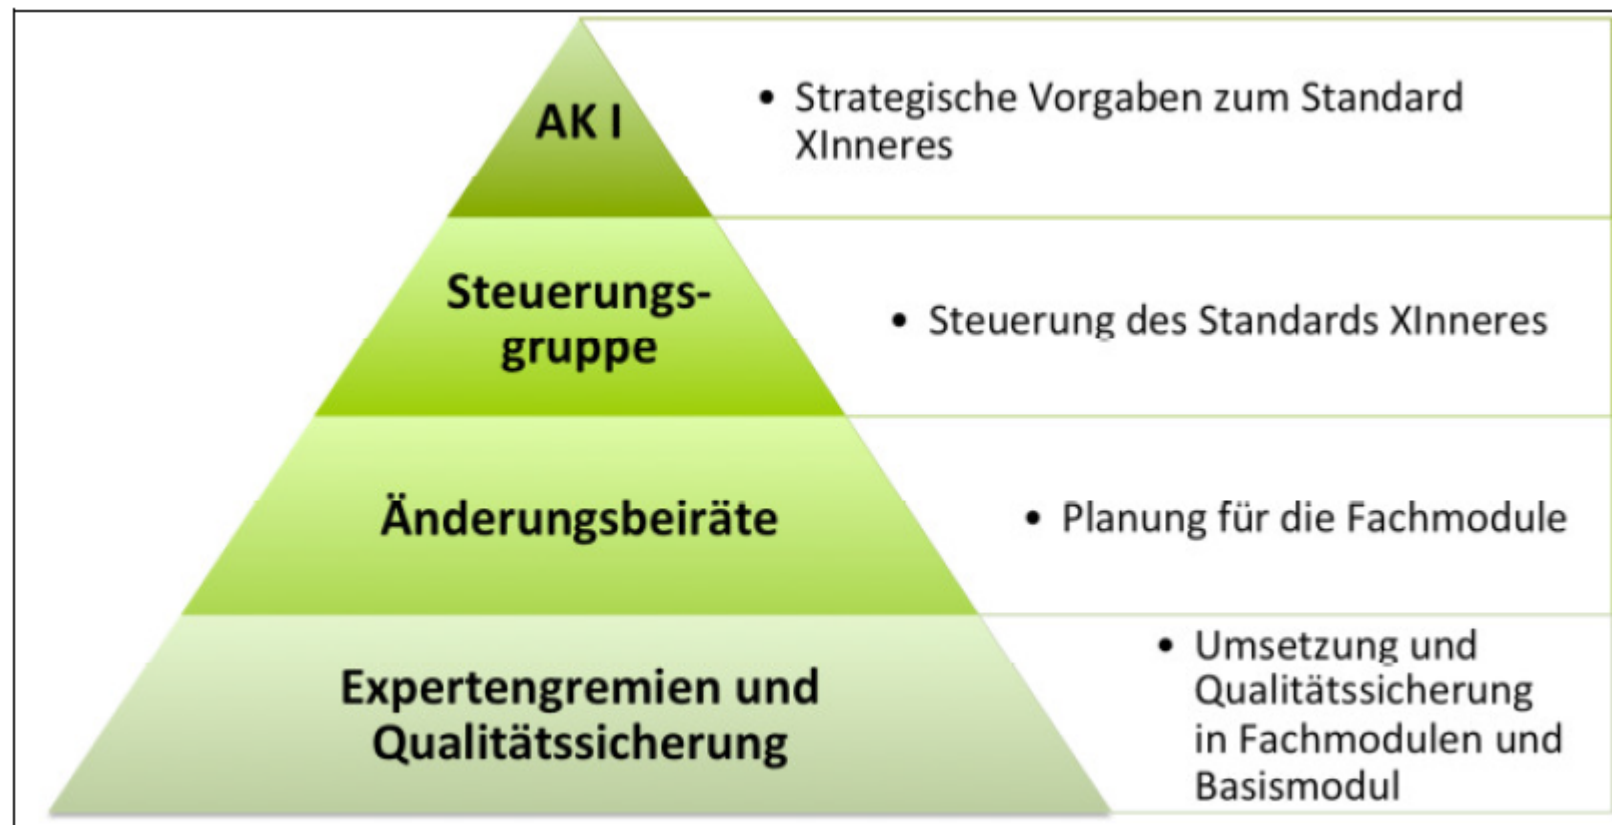 AK I
• Strategische Vorgaben zum Standard
XInneres
Steuerungs-
gruppe
• Steuerung des Standards XInneres
Änderungsbeiräte
• Planung für die Fachmodule
Expertengremien und
Qualitätssicherung
• Umsetzung und
Qualitätssicherung
in Fachmodulen und
Basismodul